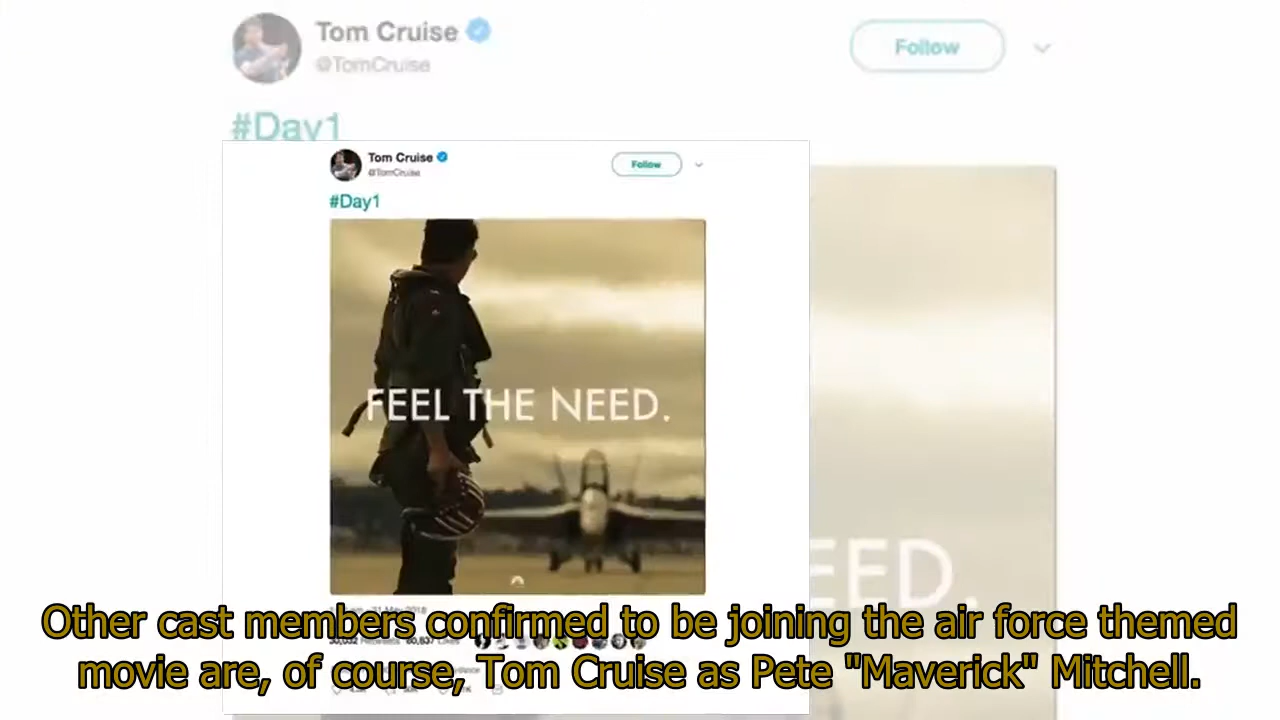 Tom Cruise
@TomCruise
Follow
#Day1
Tom Cruise
@TomCruise
Follow
#Day1
FEEL THE NEED.
EED.
Other cast members confirmed to be joining the air force themed
movie are, of course, Tom Cruise as Pete "Maverick" Mitchell.